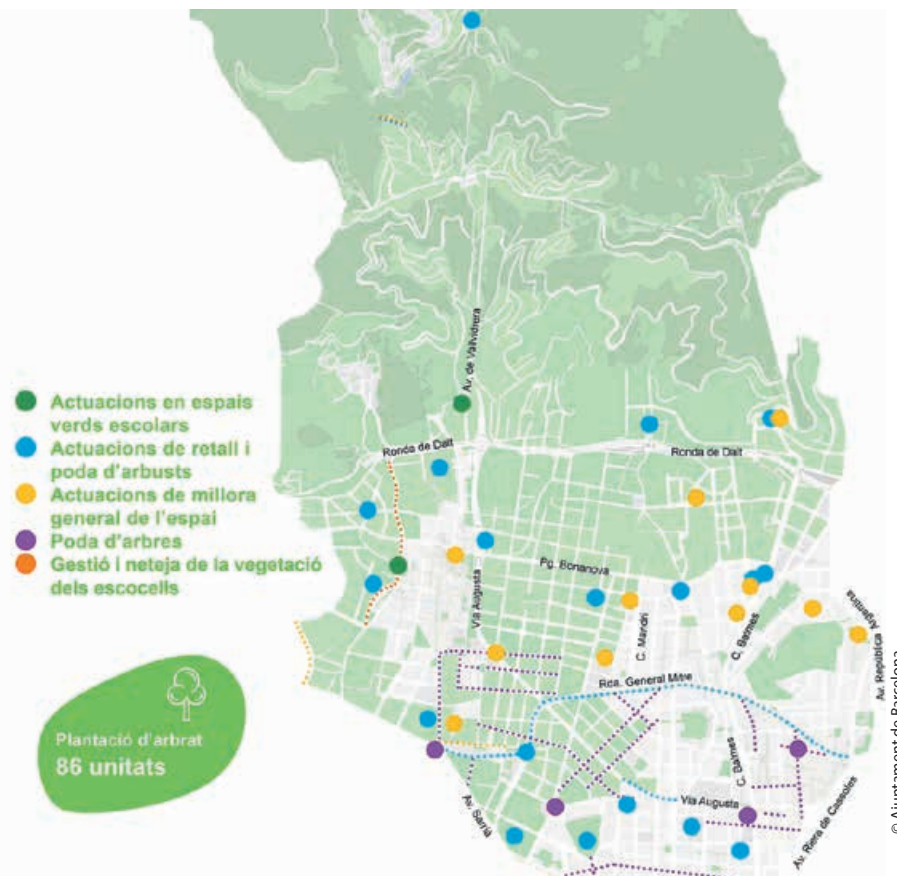 Av. de Vallvidrera
Actuacions en espais
verds escolars
Actuacions de retall i
poda d'arbusts
Actuacions de millora
general de l'espai
Poda d'arbres
Gestió i neteja de la vegetació
dels escocells
Ronda de Dalt
Ronda de Dalt
Pg. Bonanova
Via Augusta
C. Mandri
C. Balmes
Av. República
Argentina
Rda. General Mitre
Plantació d'arbrat
86 unitats
C. Balmes
Via Augusta
Av. Sarrià
Av. Riera de Cassoles
© Ajuntament de Barcelona